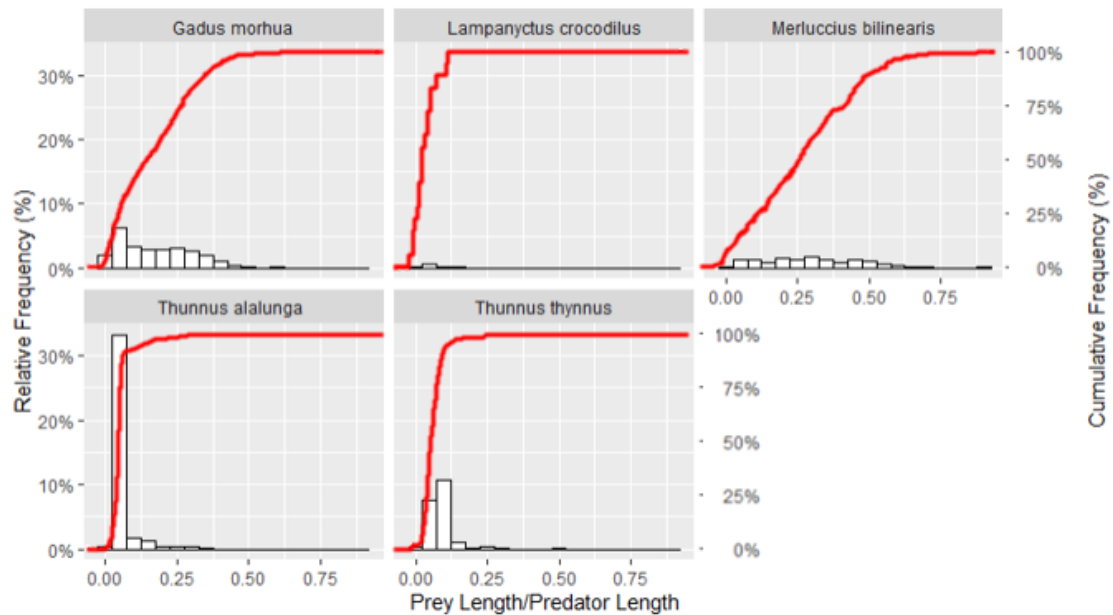 Gadus morhua
Lampanyctus crocodilus
Merluccius bilinearis
30%
20%
10%
0%
100%
75%
50%
25%
0%
0.00 0.25 0.50 0.75
Thunnus alalunga
Thunnus thynnus
30%
20%
10%
0%
100%
75%
50%
25%
0%
0.00 0.25 0.50 0.75
0.00 0.25 0.50 0.75
Relative Frequency (%)
Cumulative Frequency (%)
Prey Length/Predator Length